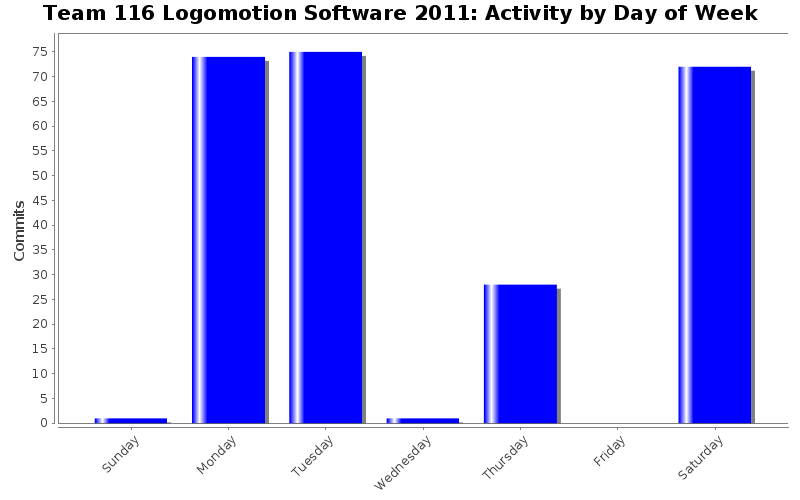 Team 116 Logomotion Software 2011: Activity by Day of Week
Commits
75
70
65
60
55
50
45
40
35
30
25
20
15
10
5
0
Sunday
Monday
Tuesday
Wednesday
Thursday
Friday
Saturday